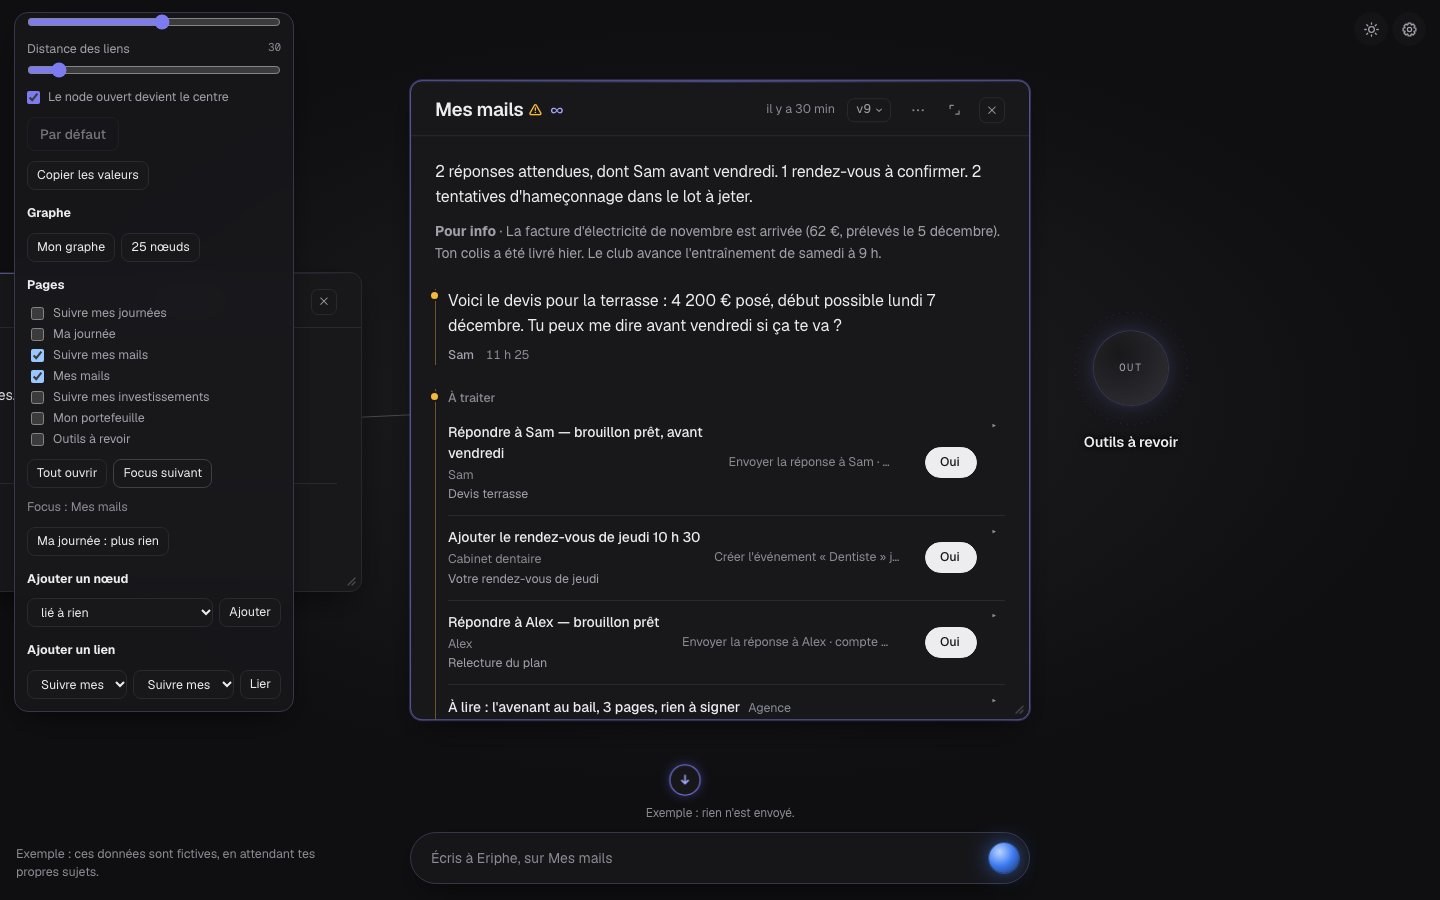 Distance des liens 30
Le node ouvert devient le centre
Par défaut
Copier les valeurs
Graphe
Mon graphe 25 nœuds
Pages
Suivre mes journées
Ma journée
Suivre mes mails
Mes mails
Suivre mes investissements
Mon portefeuille
Outils à revoir
Tout ouvrir Focus suivant
Focus : Mes mails
Ma journée : plus rien
Ajouter un nœud
lié à rien Ajouter
Ajouter un lien
Suivre mes Suivre mes Lier
es.
Mes mails il y a 30 min v9
2 réponses attendues, dont Sam avant vendredi. 1 rendez-vous à confirmer. 2
tentatives d'hameçonnage dans le lot à jeter.
Pour info · La facture d'électricité de novembre est arrivée (62 €, prélevés le 5 décembre).
Ton colis a été livré hier. Le club avance l'entraînement de samedi à 9 h.
Voici le devis pour la terrasse : 4 200 € posé, début possible lundi 7
décembre. Tu peux me dire avant vendredi si ça te va ?
Sam 11 h 25
À traiter
Répondre à Sam — brouillon prêt, avant
vendredi
Sam
Devis terrasse
Envoyer la réponse à Sam · …
Oui
Ajouter le rendez-vous de jeudi 10 h 30
Cabinet dentaire
Votre rendez-vous de jeudi
Créer l'événement « Dentiste » j…
Oui
Répondre à Alex — brouillon prêt
Alex
Relecture du plan
Envoyer la réponse à Alex · compte …
Oui
À lire : l'avenant au bail, 3 pages, rien à signer Agence
OUT
Outils à revoir
Exemple : rien n'est envoyé.
Écris à Eriphe, sur Mes mails
Exemple : ces données sont fictives, en attendant tes
propres sujets.